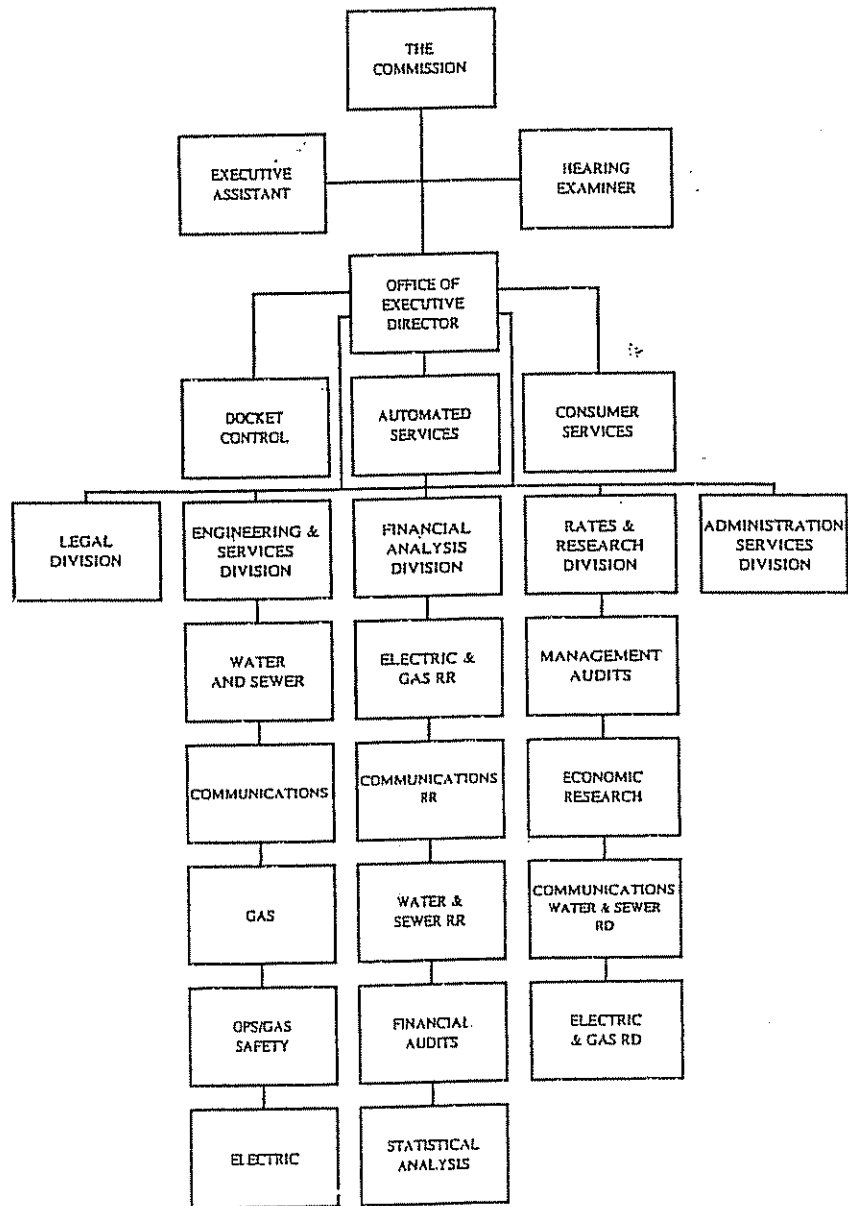 THE
COMMISSION
EXECUTIVE
ASSISTANT
HEARING
EXAMINER
OFFICE OF
EXECUTIVE
DIRECTOR
DOCKET
CONTROL
AUTOMATED
SERVICES
CONSUMER
SERVICES
LEGAL
DIVISION
ENGINEERING &
SERVICES
DIVISION
FINANCIAL
ANALYSIS
DIVISION
RATES &
RESEARCH
DIVISION
ADMINISTRATION
SERVICES
DIVISION
WATER
AND SEWER
ELECTRIC &
GAS RR
MANAGEMENT
AUDITS
COMMUNICATIONS
COMMUNICATIONS
RR
ECONOMIC
RESEARCH
GAS
WATER &
SEWER RR
COMMUNICATIONS
WATER & SEWER
RD
OPS/GAS
SAFETY
FINANCIAL
AUDITS
ELECTRIC
& GAS RD
ELECTRIC
STATISTICAL
ANALYSIS